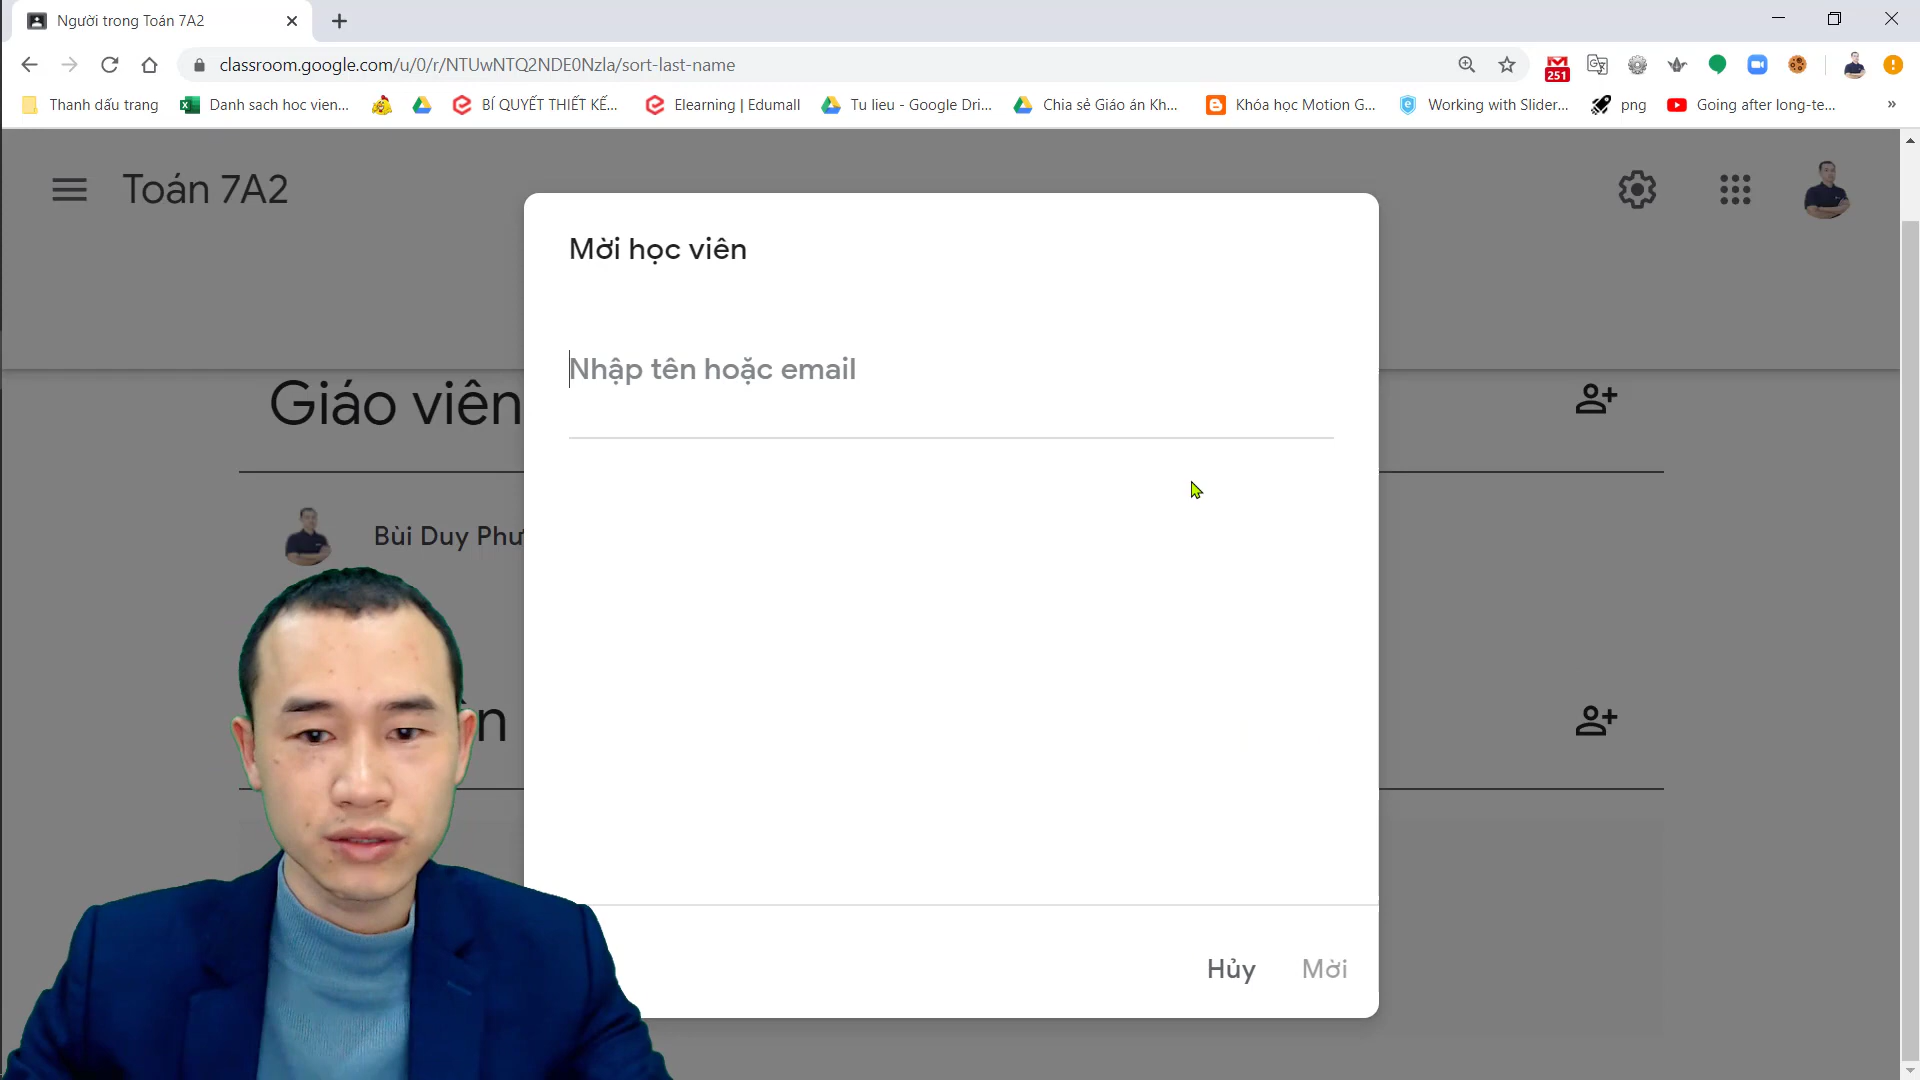 Người trong Toán 7A2
classroom.google.com/u/0/r/NTUwNTQ2NDE0Nzla/sort-last-name
251
Thanh dấu trang
Danh sach hoc vien...
BÍ QUYẾT THIẾT KẾ...
Elearning | Edumall
Tu lieu - Google Dri...
Chia sẻ Giáo án Kh...
Khóa học Motion G...
Working with Slider...
png
Going after long-te...
»
Toán 7A2
Mời học viên
Nhập tên hoặc email
Giáo viên
Bùi Duy Phư
n
Hủy
Mời